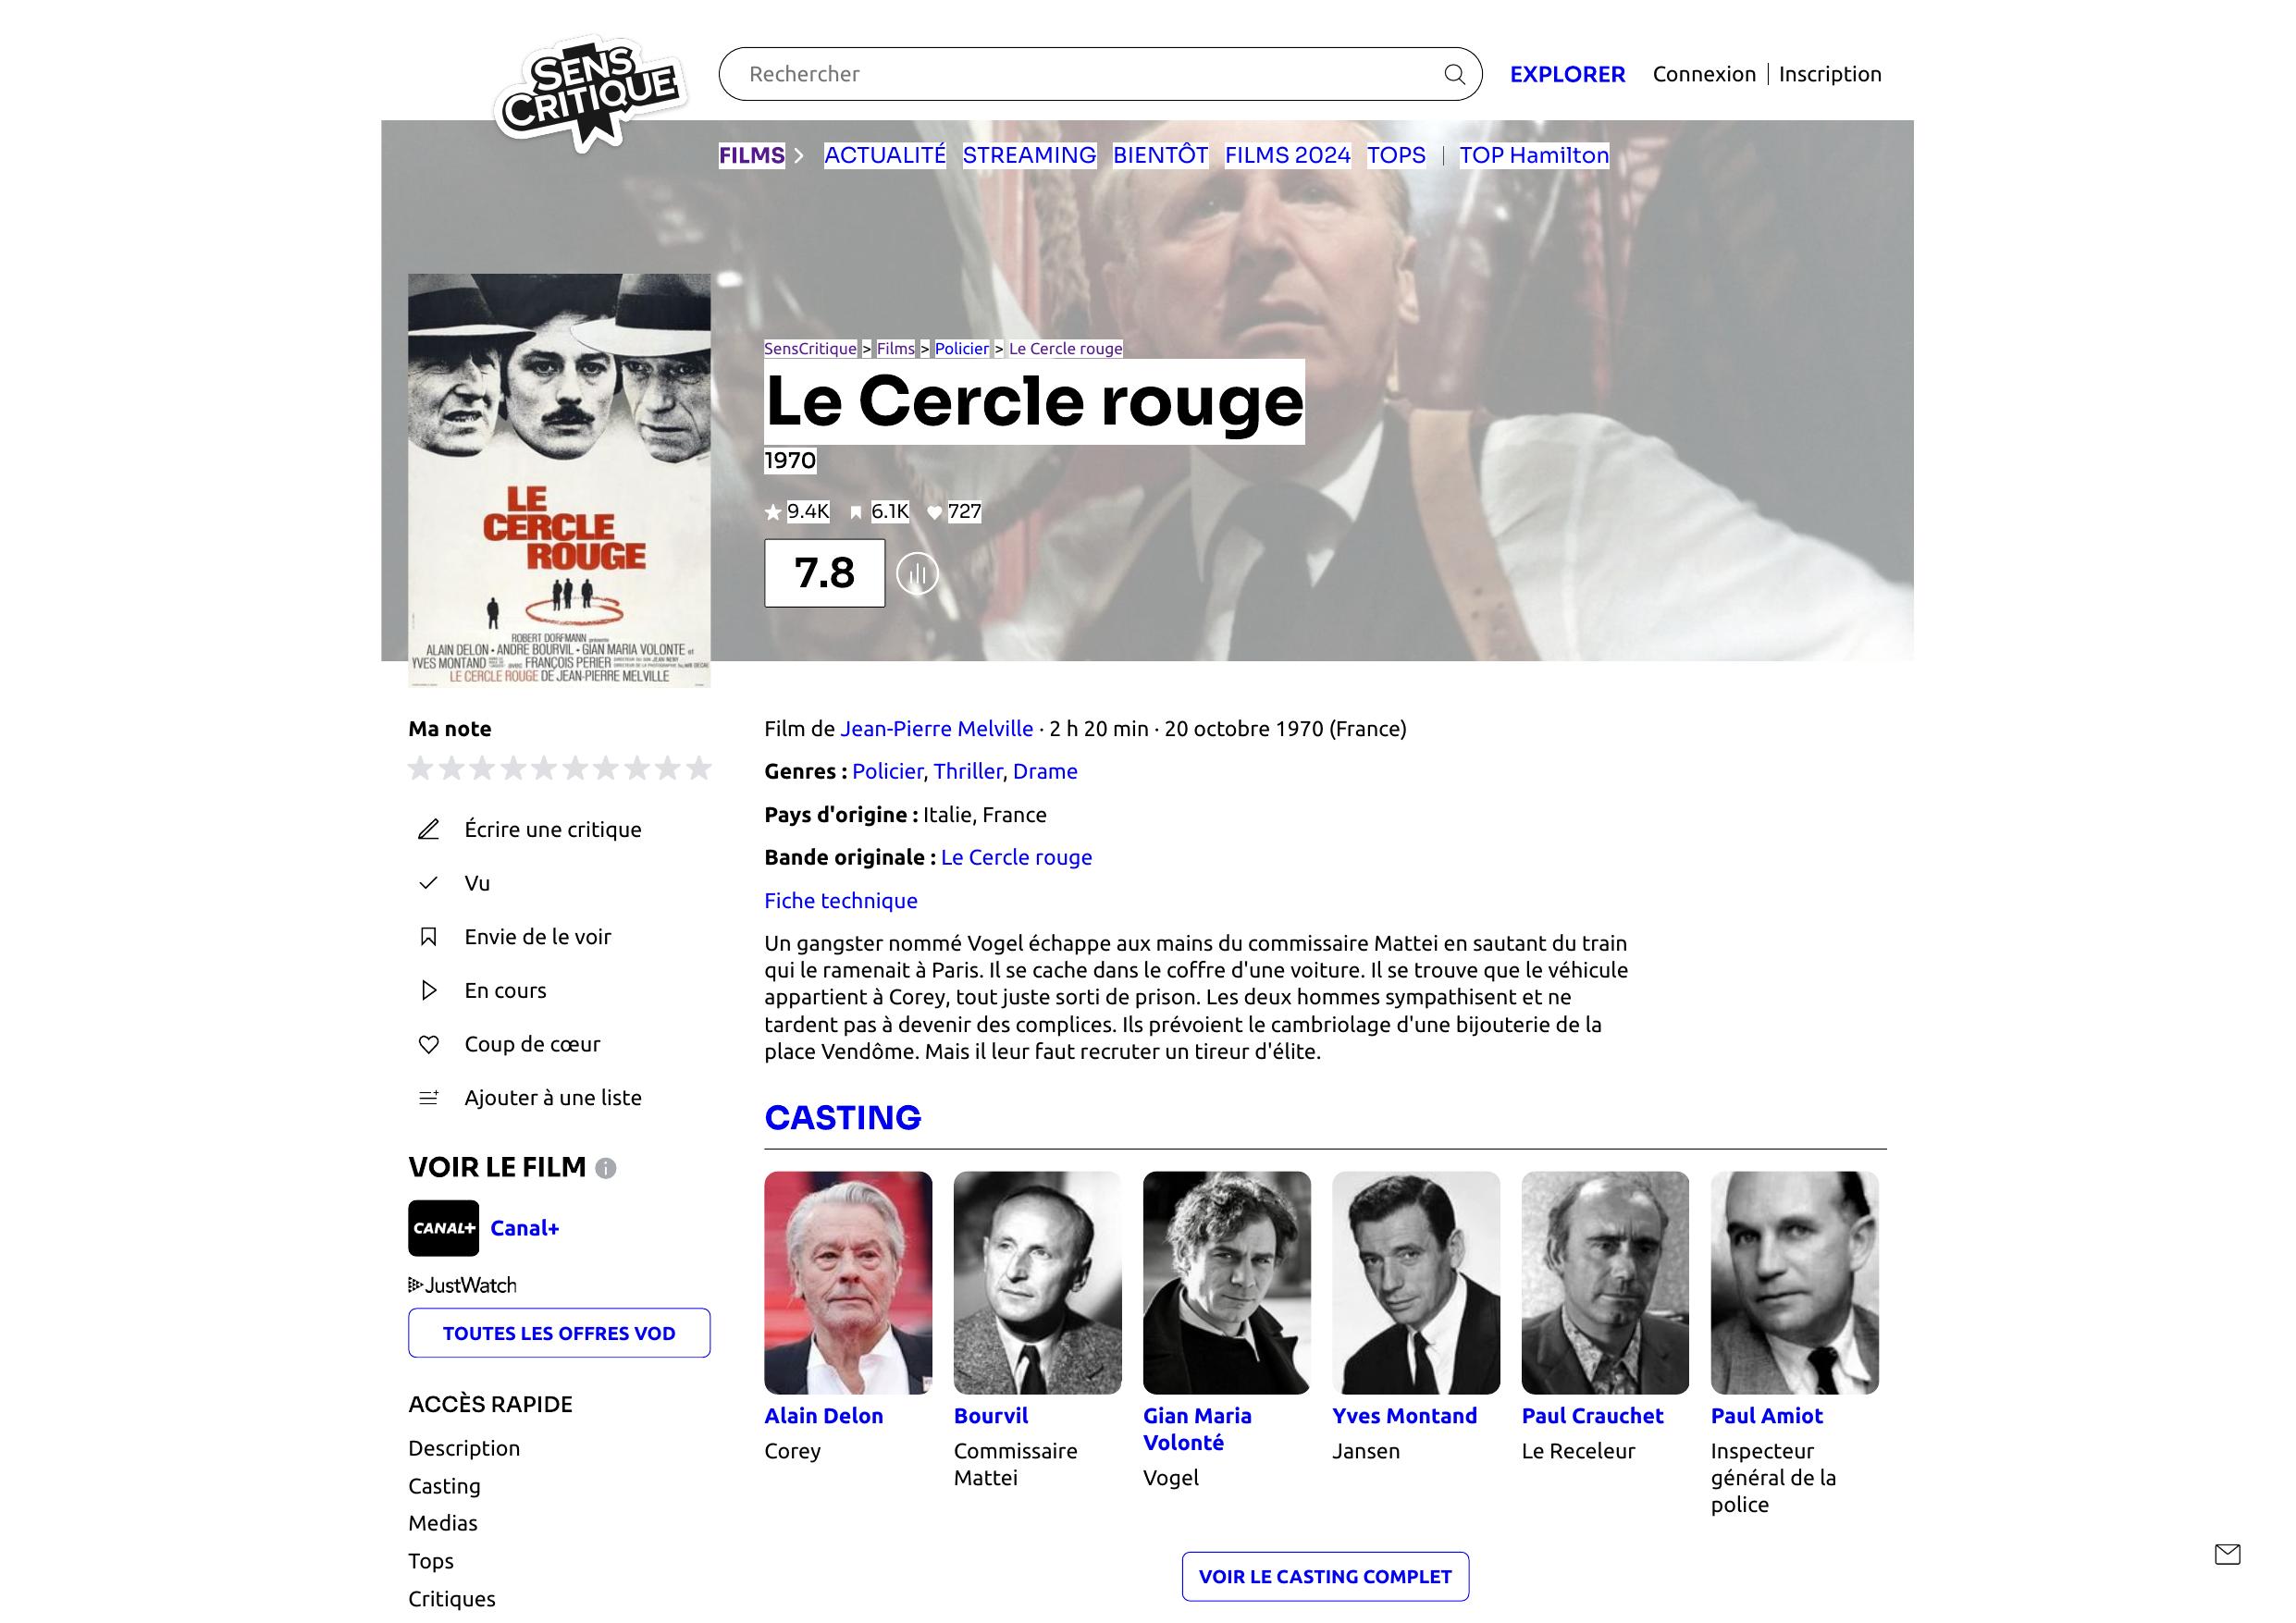 SENS
CRITIQUE
Rechercher
EXPLORER
Connexion | Inscription
FILMS
ACTUALITÉ STREAMING BIENTÔT FILMS 2024 TOPS | TOP Hamilton
SensCritique > Films > Policier > Le Cercle rouge
Le Cercle rouge
1970
9.4K 6.1K 727
7.8
LE
CERCLE
ROUGE
ROBERT DORFMANN
ALAIN DELON • ANDRE BOURVIL • GIAN MARIA VOLONTE et
YVES MONTAND avec FRANÇOIS PERIER
LE CERCLE ROUGE DE JEAN-PIERRE MELVILLE
Ma note
Écrire une critique
Vu
Envie de le voir
En cours
Coup de cœur
Ajouter à une liste
VOIR LE FILM
CANAL+ Canal+
JustWatch
TOUTES LES OFFRES VOD
ACCÈS RAPIDE
Description
Casting
Medias
Tops
Critiques
Film de Jean-Pierre Melville · 2 h 20 min · 20 octobre 1970 (France)
Genres : Policier, Thriller, Drame
Pays d'origine : Italie, France
Bande originale : Le Cercle rouge
Fiche technique
Un gangster nommé Vogel échappe aux mains du commissaire Mattei en sautant du train
qui le ramenait à Paris. Il se cache dans le coffre d'une voiture. Il se trouve que le véhicule
appartient à Corey, tout juste sorti de prison. Les deux hommes sympathisent et ne
tardent pas à devenir des complices. Ils prévoient le cambriolage d'une bijouterie de la
place Vendôme. Mais il leur faut recruter un tireur d'élite.
CASTING
Alain Delon
Corey
Bourvil
Commissaire
Mattei
Gian Maria
Volonté
Vogel
Yves Montand
Jansen
Paul Crauchet
Le Receleur
Paul Amiot
Inspecteur
général de la
police
VOIR LE CASTING COMPLET